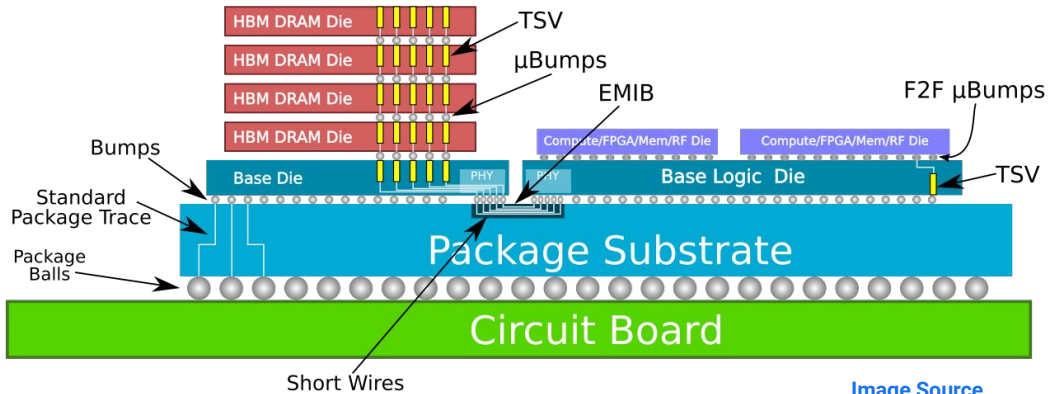 HBM DRAM Die
TSV
HBM DRAM Die
μBumps
HBM DRAM Die
EMIB
F2F μBumps
HBM DRAM Die
Compute/FPGA/Mem/RF Die
Compute/FPGA/Mem/RF Die
Bumps
Base Die
PHY
PHY
Base Logic Die
TSV
Standard
Package Trace
Package Substrate
Package
Balls
Circuit Board
Short Wires
Image Source